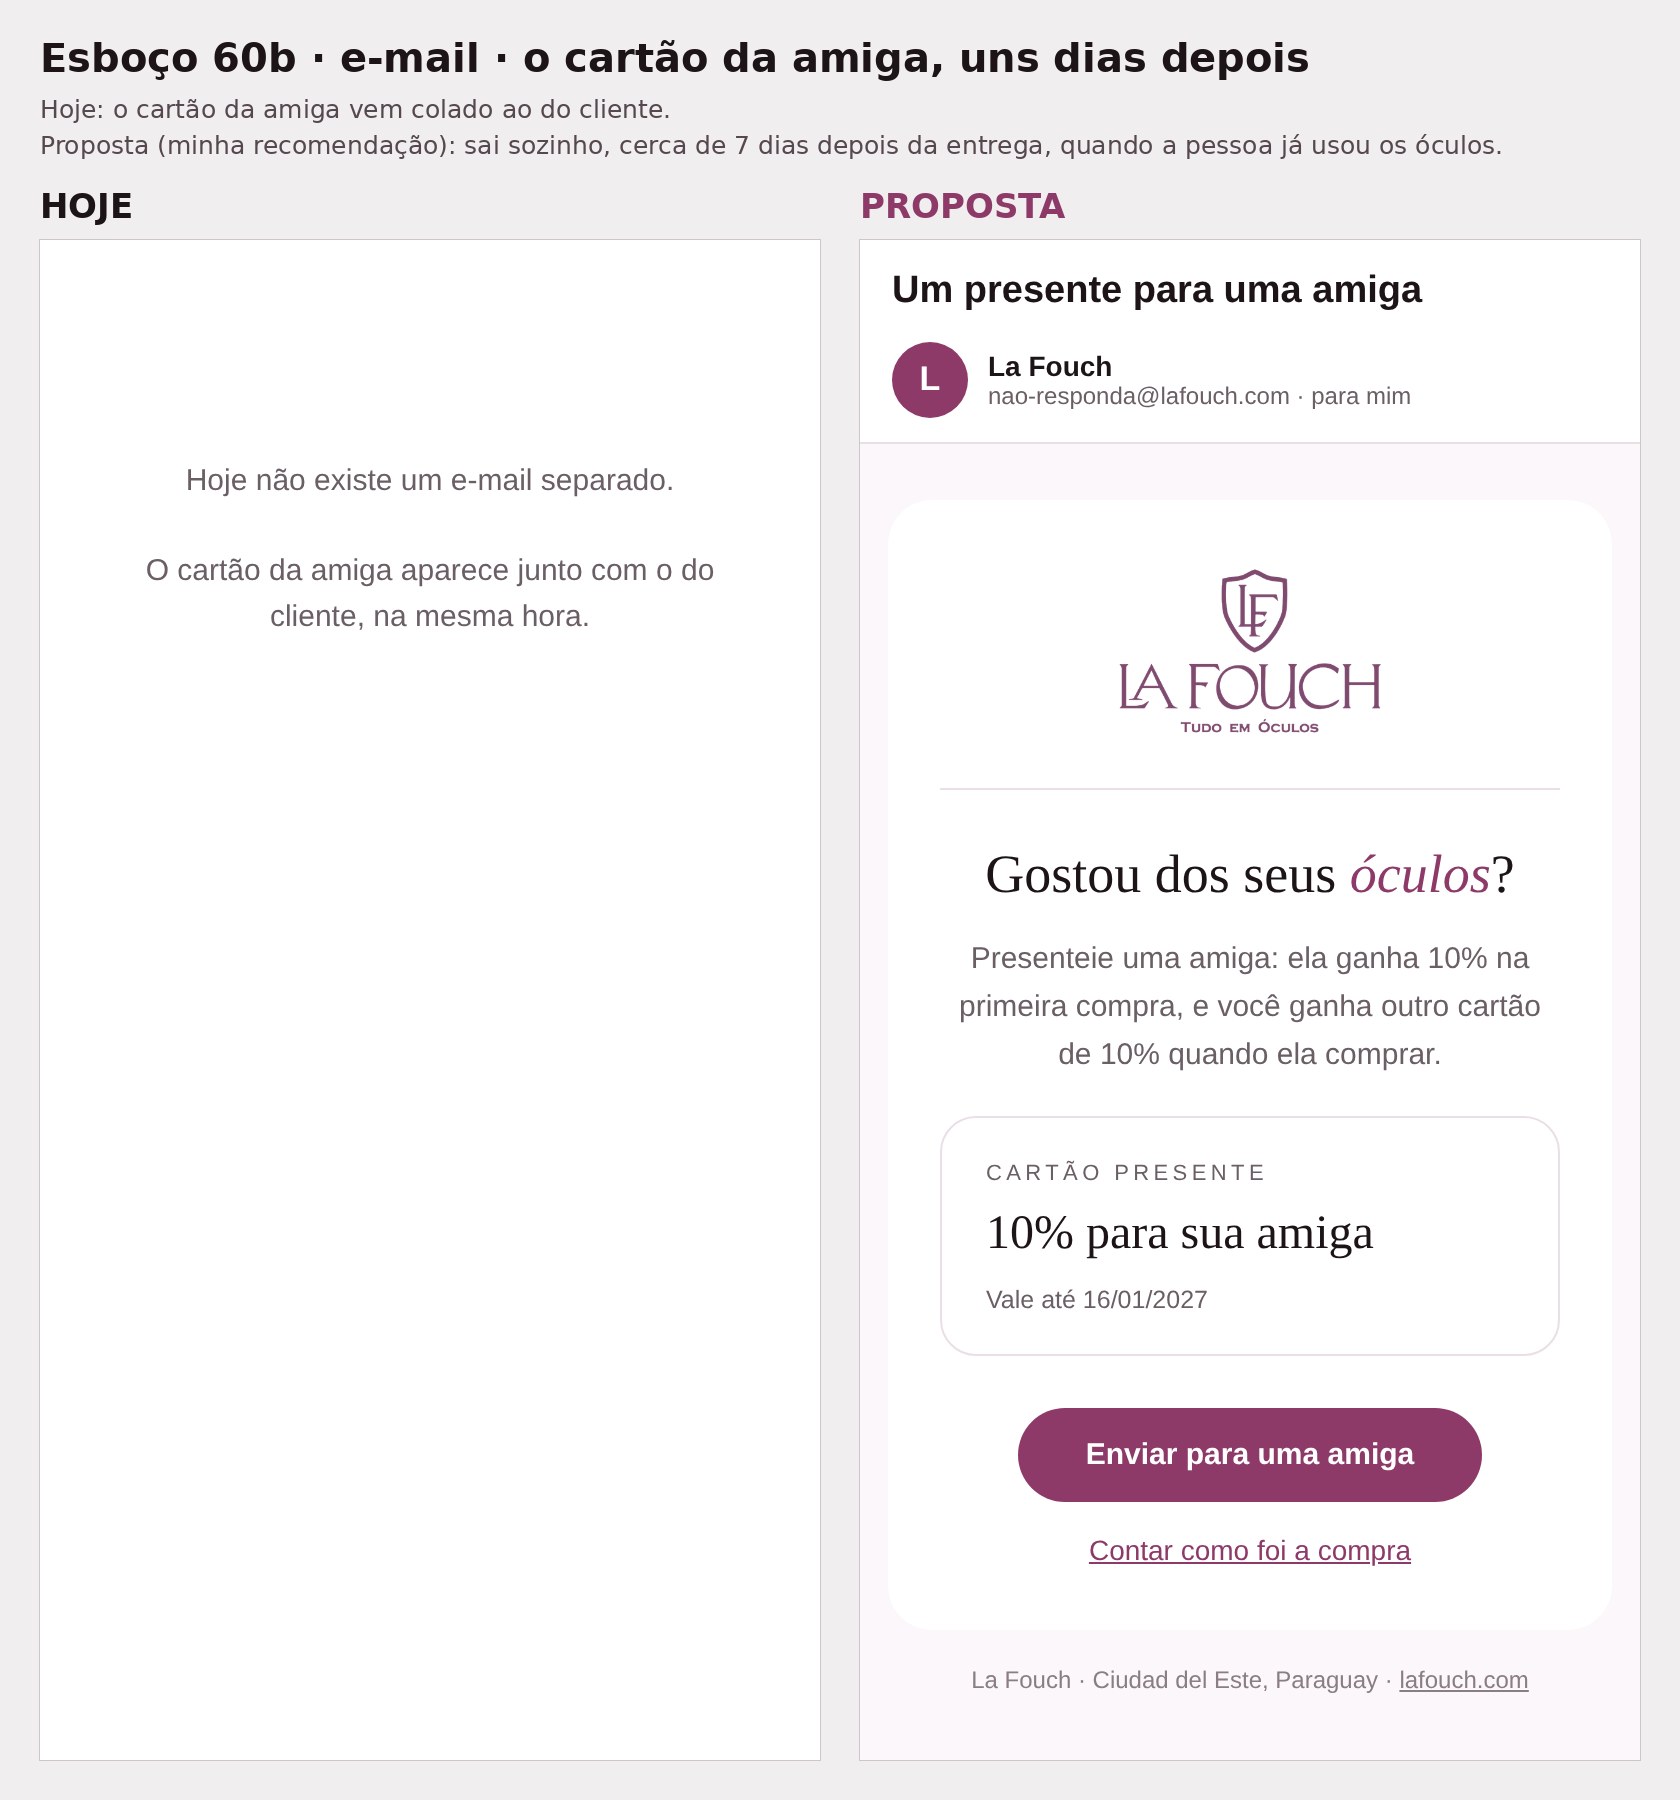 Esboço 60b · e-mail · o cartão da amiga, uns dias depois
Hoje: o cartão da amiga vem colado ao do cliente.
Proposta (minha recomendação): sai sozinho, cerca de 7 dias depois da entrega, quando a pessoa já usou os óculos.
HOJE
Hoje não existe um e-mail separado.
O cartão da amiga aparece junto com o do
cliente, na mesma hora.
PROPOSTA
Um presente para uma amiga
L
La Fouch
nao-responda@lafouch.com · para mim
LF
LA FOUCH
Tudo em Óculos
Gostou dos seus óculos?
Presenteie uma amiga: ela ganha 10% na
primeira compra, e você ganha outro cartão
de 10% quando ela comprar.
CARTÃO PRESENTE
10% para sua amiga
Vale até 16/01/2027
Enviar para uma amiga
Contar como foi a compra
La Fouch · Ciudad del Este, Paraguay · lafouch.com